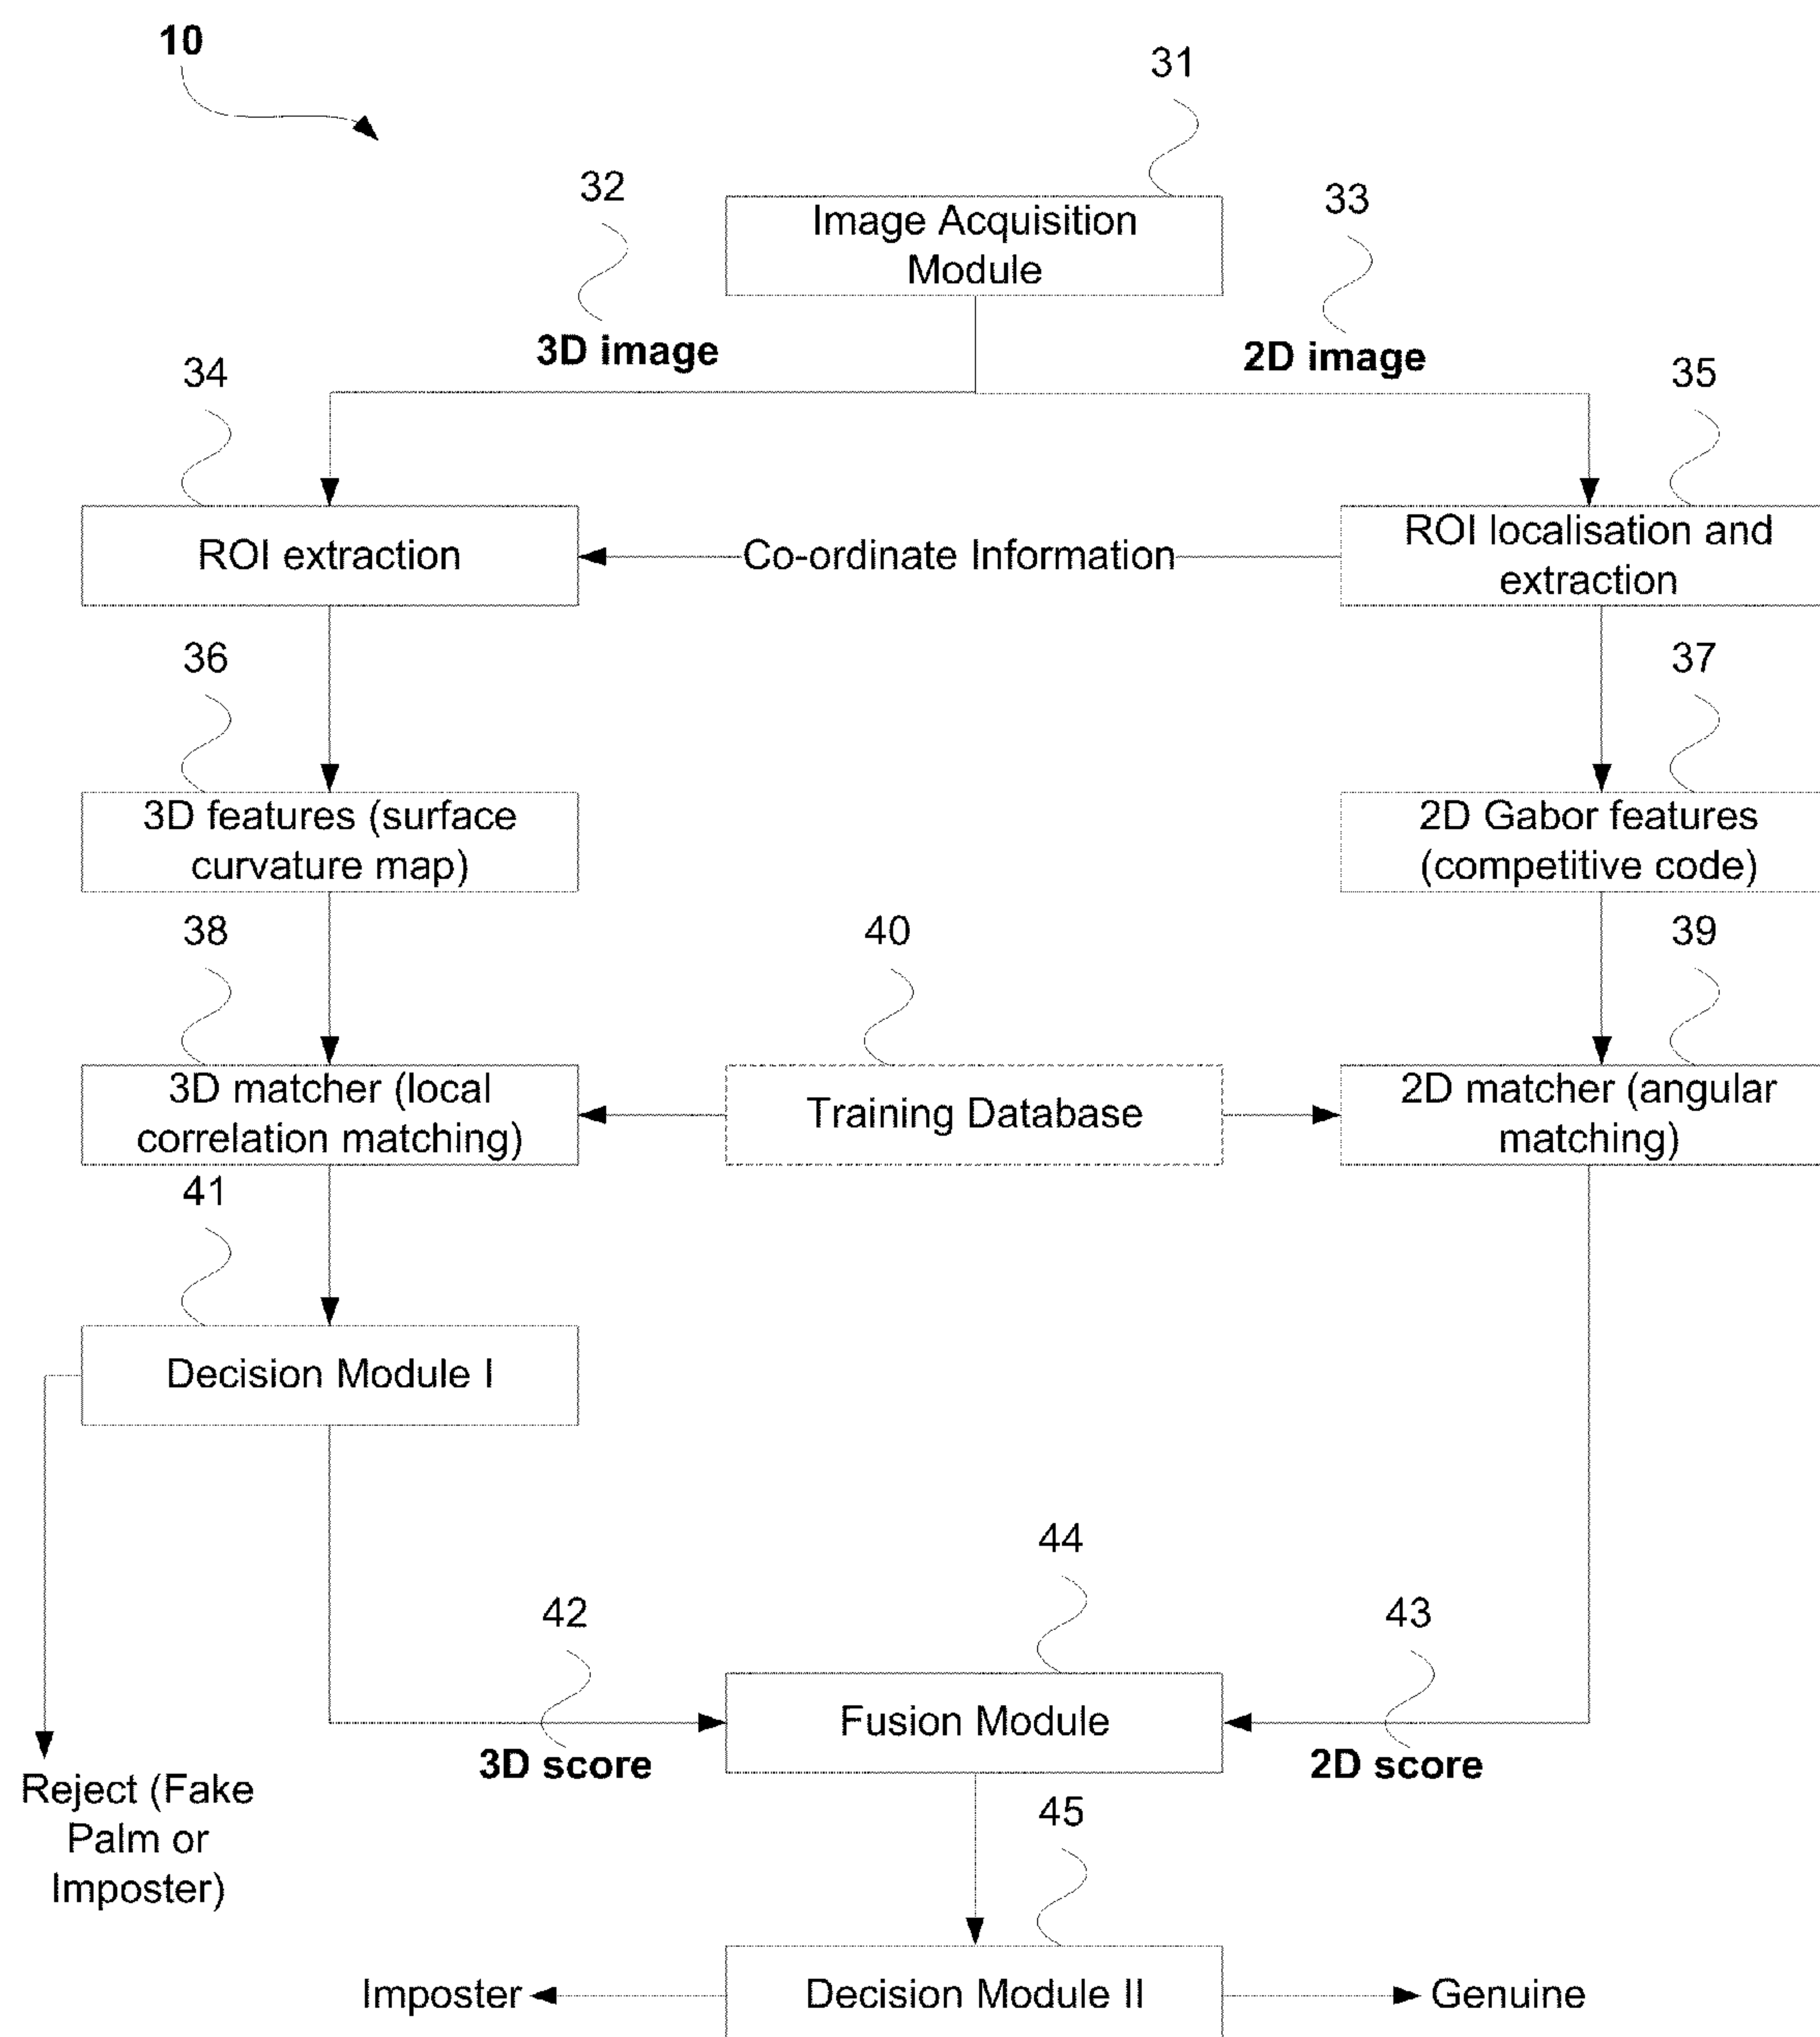 10
31
32
33
Image Acquisition
Module
3D image
2D image
34
35
ROI extraction
Co-ordinate Information
ROI localisation and
extraction
36
37
3D features (surface
curvature map)
2D Gabor features
(competitive code)
38
40
39
3D matcher (local
correlation matching)
Training Database
2D matcher (angular
matching)
41
Decision Module I
44
42
43
Fusion Module
3D score
2D score
Reject (Fake
Palm or
Imposter)
45
Imposter
Decision Module II
Genuine